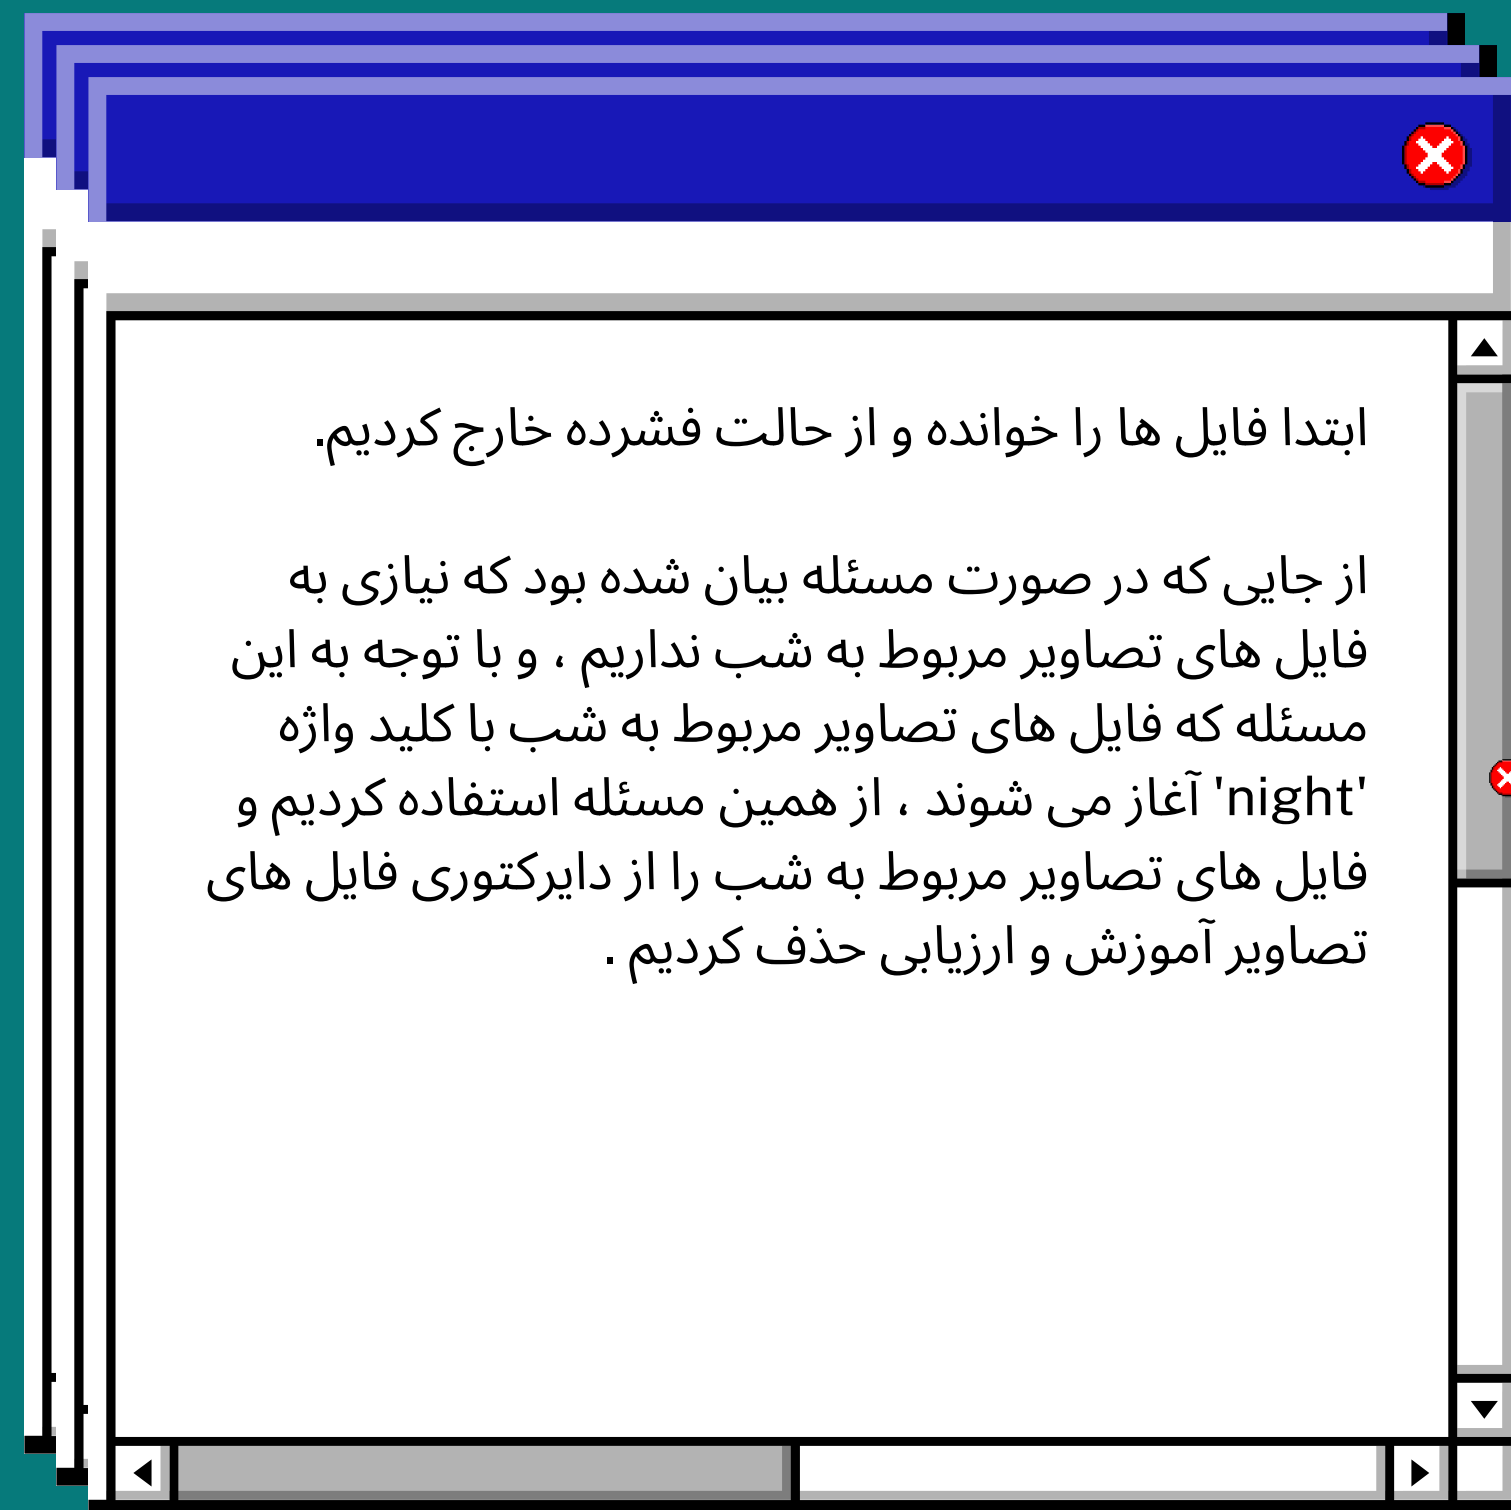 ابتدا فایل ها را خوانده و از حالت فشرده خارج کردیم.
از جایی که در صورت مسئله بیان شده بود که نیازی به
فایل های تصاویر مربوط به شب نداریم ، و با توجه به این
مسئله که فایل های تصاویر مربوط به شب با کلید واژه
'night' آغاز می شوند ، از همین مسئله استفاده کردیم و
فایل های تصاویر مربوط به شب را از دایرکتوری فایل های
تصاویر آموزش و ارزیابی حذف کردیم .